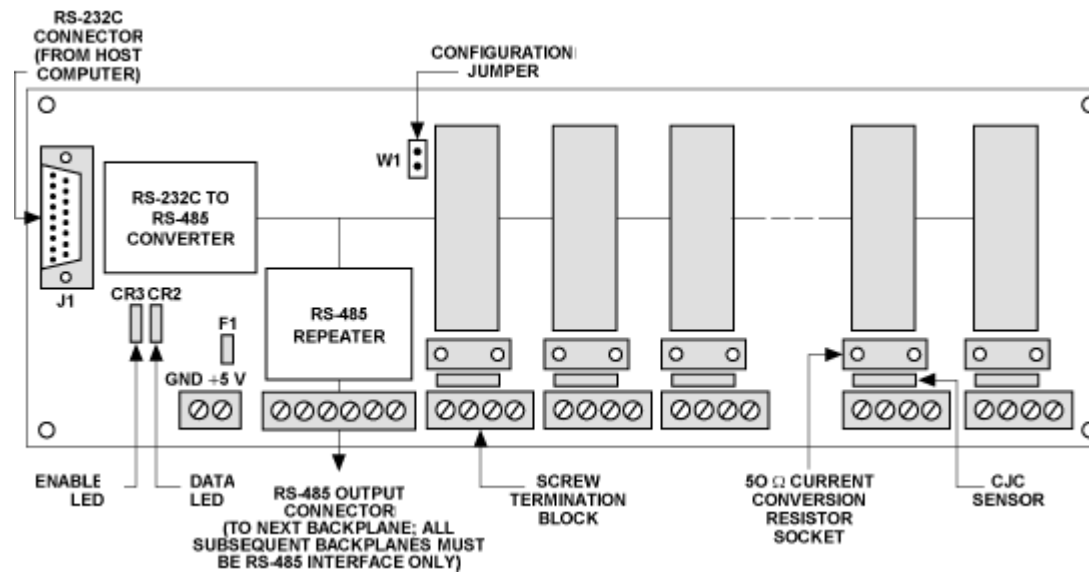 RS-232C
CONNECTOR
(FROM HOST
COMPUTER)
CONFIGURATION
JUMPER
W1
RS-232C TO
RS-485
CONVERTER
J1
CR3 CR2
F1
RS-485
REPEATER
GND +5 V
ENABLE
LED
DATA
LED
RS-485 OUTPUT
CONNECTOR
(TO NEXT BACKPLANE; ALL
SUBSEQUENT BACKPLANES MUST
BE RS-485 INTERFACE ONLY)
SCREW
TERMINATION
BLOCK
50 Ω CURRENT
CONVERSION
RESISTOR
SOCKET
CJC
SENSOR